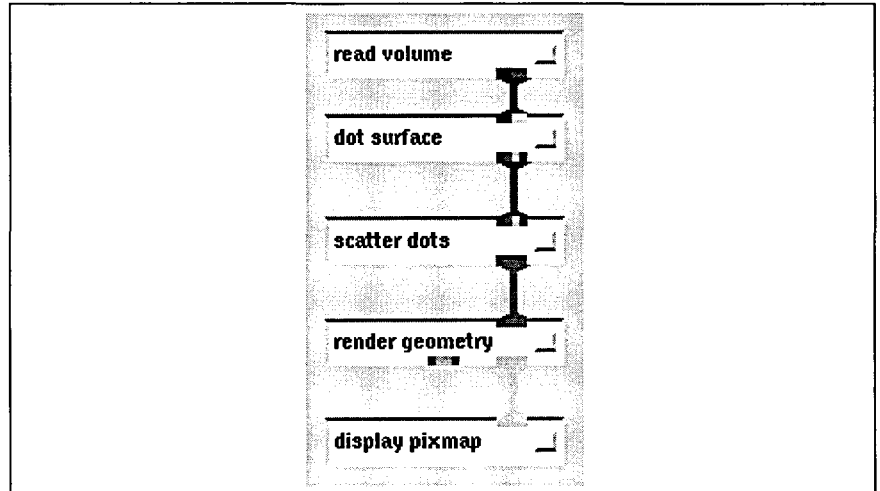 read volume
dot surface
scatter dots
render geometry
display pixmap